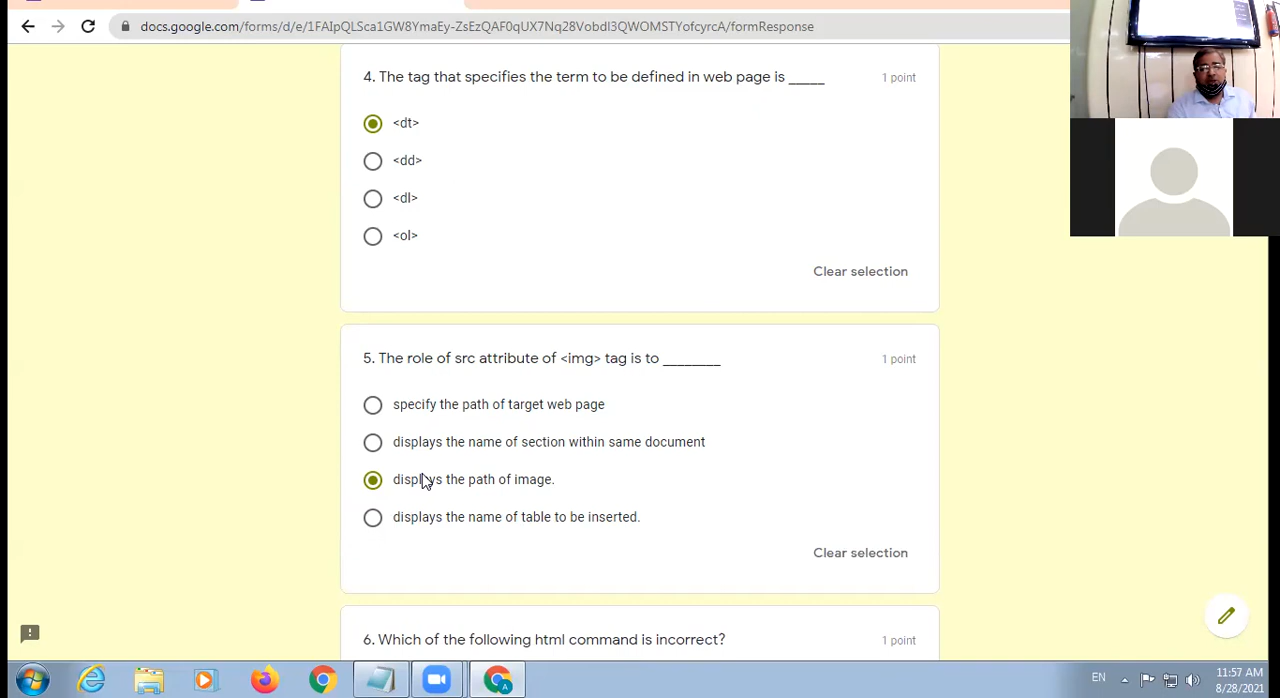 docs.google.com/forms/d/e/1FAIpQLSca1GW8YmaEy-ZsEzQAF0qUX7Nq28Vobdl3QWOMSTYofcyrcA/formResponse
4. The tag that specifies the term to be defined in web page is _____
1 point
<dt>
<dd>
<dl>
<ol>
Clear selection
5. The role of src attribute of <img> tag is to ________
1 point
specify the path of target web page
displays the name of section within same document
displays the path of image.
displays the name of table to be inserted.
Clear selection
6. Which of the following html command is incorrect?
1 point
EN
11:57 AM
8/28/2021